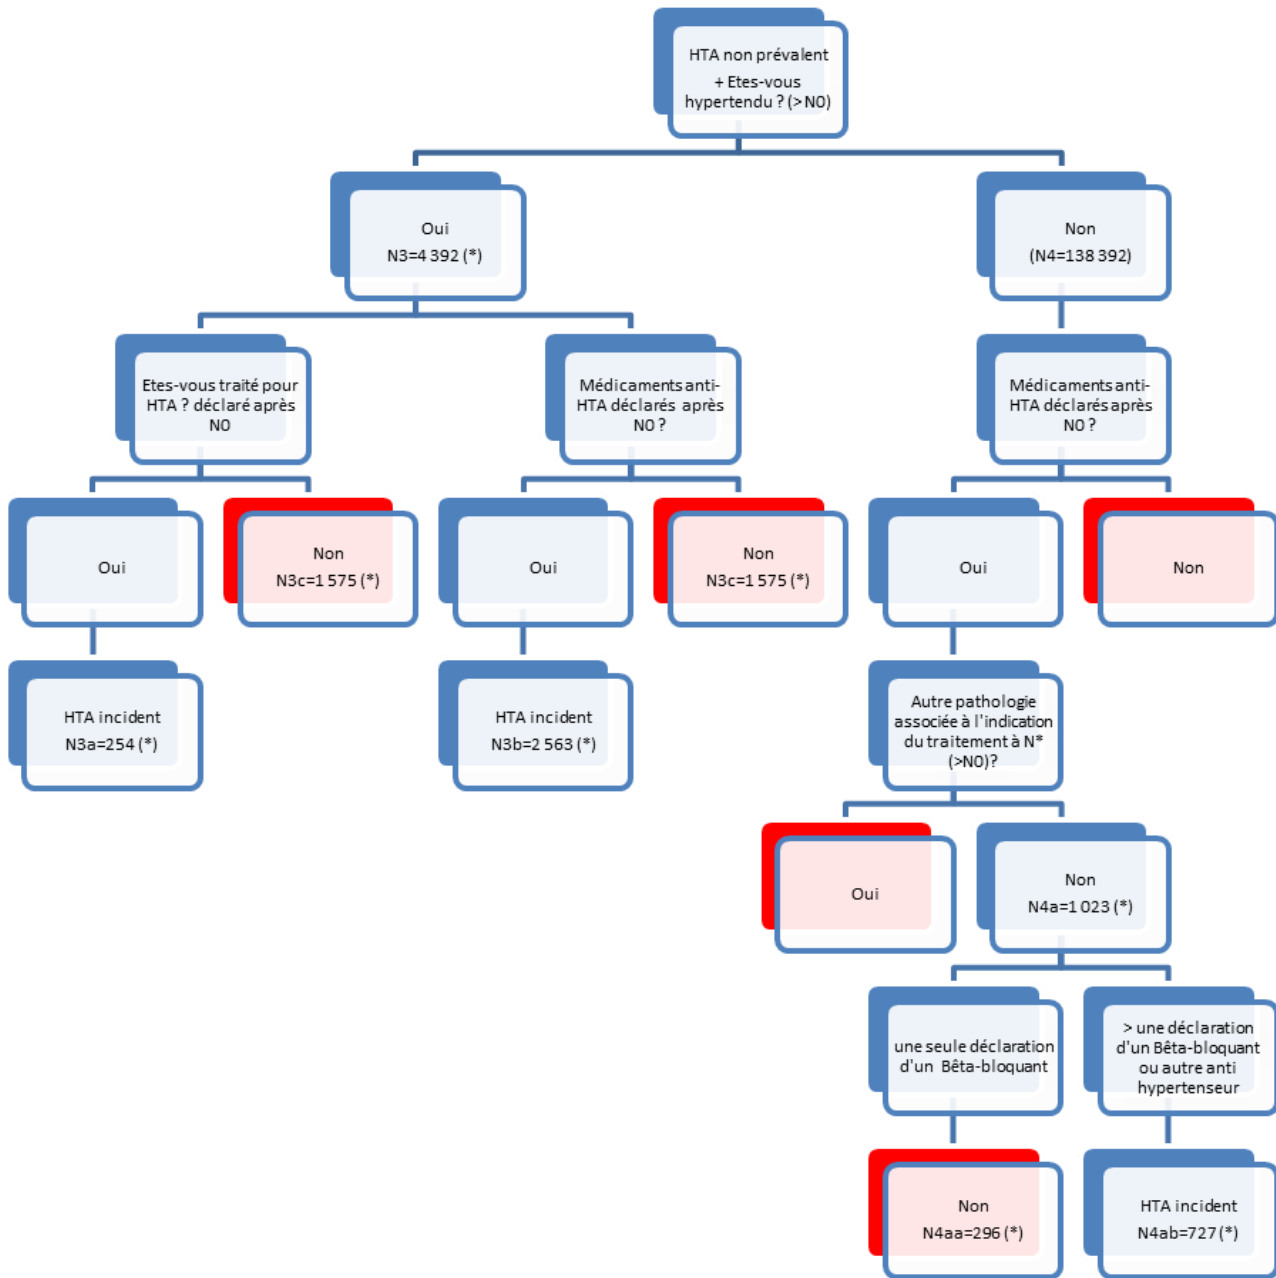 HTA non prévalent
+ Etes-vous
hypertendu ? (> N0)
Oui
N3=4 392 (*)
Non
(N4=138 392)
Etes-vous traité pour
HTA ? déclaré après
N0
Médicaments anti-
HTA déclarés après
N0 ?
Médicaments anti-
HTA déclarés après
N0 ?
Oui
Non
N3c=1 575 (*)
Oui
Non
N3c=1 575 (*)
Oui
Non
HTA incident
N3a=254 (*)
HTA incident
N3b=2 563 (*)
Autre pathologie
associée à l'indication
du traitement à N*
(>N0)?
Oui
Non
N4a=1 023 (*)
une seule déclaration
d'un Bêta-bloquant
> une déclaration
d'un Bêta-bloquant
ou autre anti
hypertenseur
Non
N4aa=296 (*)
HTA incident
N4ab=727 (*)